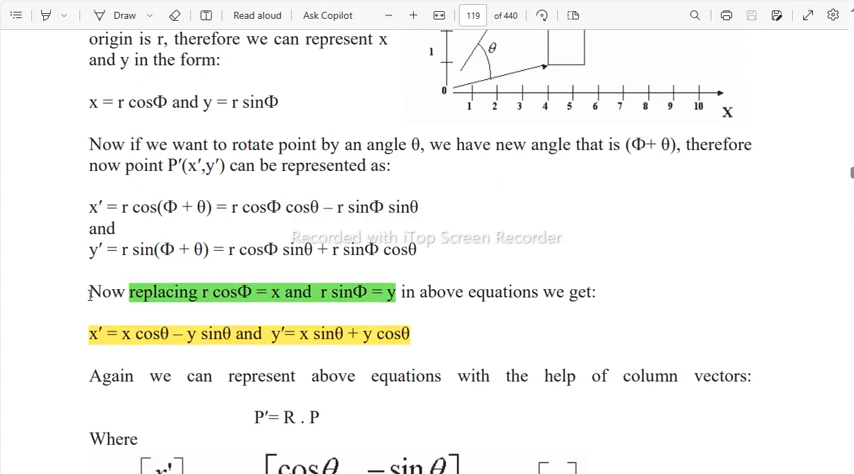 Draw
Read aloud
Ask Copilot
119 of 440
origin is r, therefore we can represent x
and y in the form:
x = r cosΦ and y = r sinΦ
1
θ
0
1 2 3 4 5 6 7 8 9 10
X
Now if we want to rotate point by an angle θ, we have new angle that is (Φ+ θ), therefore
now point P′(x′,y′) can be represented as:
x′ = r cos(Φ + θ) = r cosΦ cosθ – r sinΦ sinθ
and
Recorded with iTop Screen Recorder
y′ = r sin(Φ + θ) = r cosΦ sinθ + r sinΦ cosθ
Now replacing r cosΦ = x and r sinΦ = y in above equations we get:
x′ = x cosθ – y sinθ and y′= x sinθ + y cosθ
Again we can represent above equations with the help of column vectors:
P′= R . P
Where
[x'] [cosθ – sinθ]